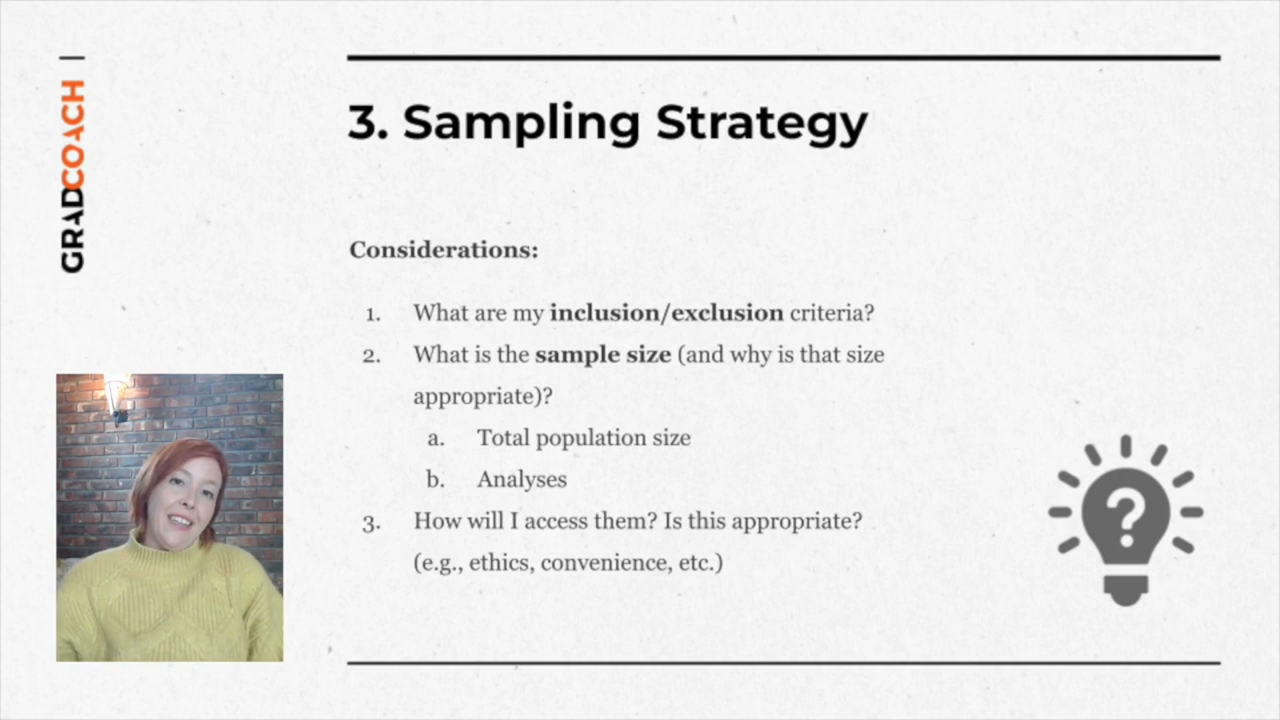 GRADCOACH
3. Sampling Strategy
Considerations:
1. What are my inclusion/exclusion criteria?
2. What is the sample size (and why is that size
appropriate)?
a. Total population size
b. Analyses
3. How will I access them? Is this appropriate?
(e.g., ethics, convenience, etc.)